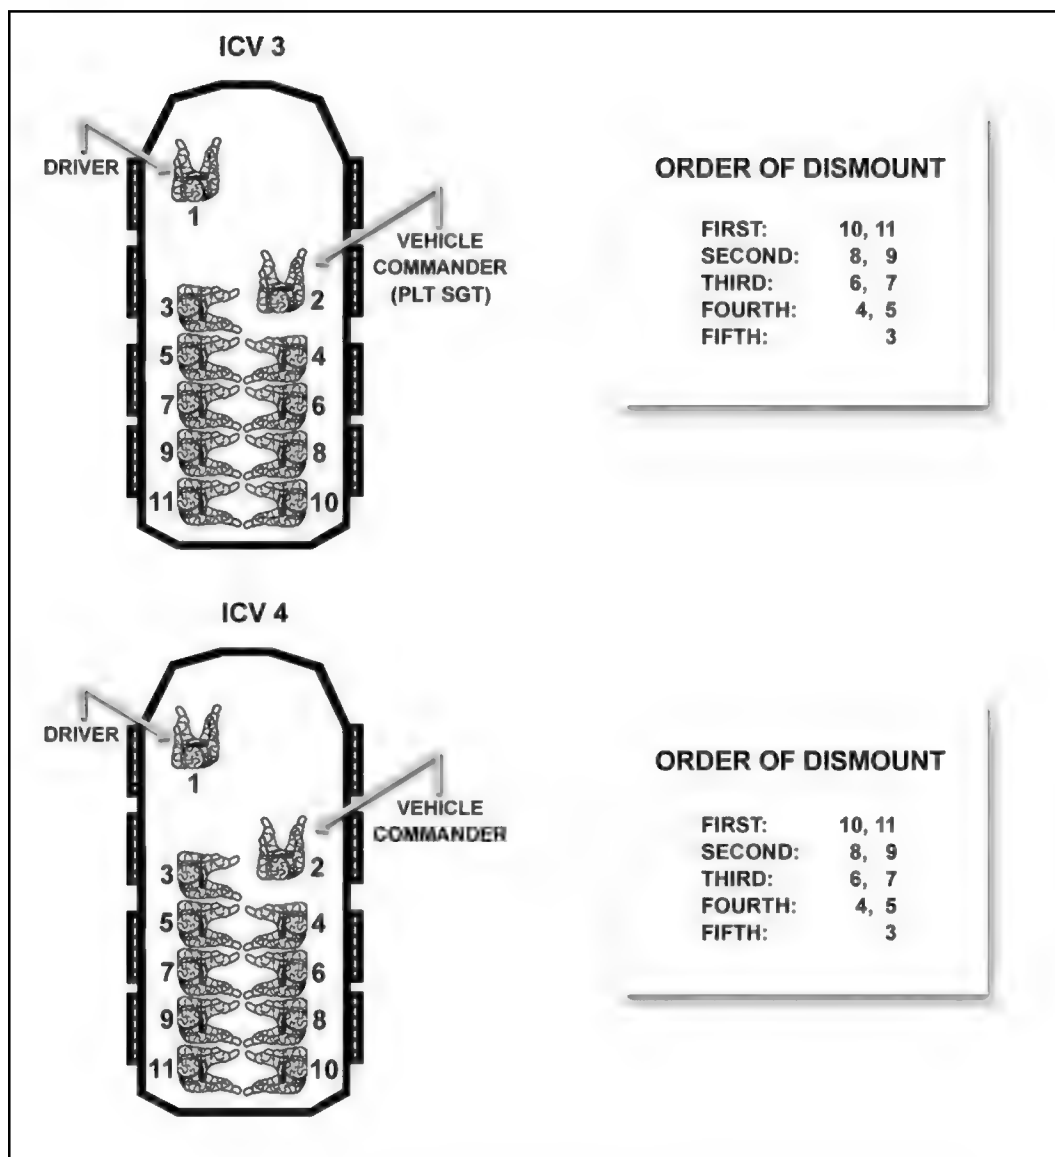 ICV 3
DRIVER
1
VEHICLE
COMMANDER
(PLT SGT)
2
3
5 4
7 6
9 8
11 10
ORDER OF DISMOUNT
FIRST: 10, 11
SECOND: 8, 9
THIRD: 6, 7
FOURTH: 4, 5
FIFTH: 3
ICV 4
DRIVER
1
VEHICLE
COMMANDER
2
3
5 4
7 6
9 8
11 10
ORDER OF DISMOUNT
FIRST: 10, 11
SECOND: 8, 9
THIRD: 6, 7
FOURTH: 4, 5
FIFTH: 3